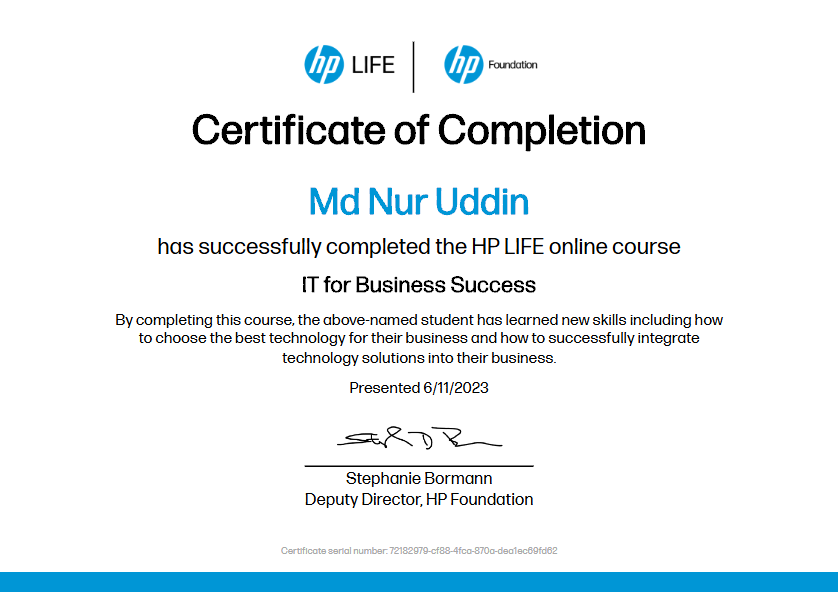 hp LIFE
hp Foundation
Certificate of Completion
Md Nur Uddin
has successfully completed the HP LIFE online course
IT for Business Success
By completing this course, the above-named student has learned new skills including how
to choose the best technology for their business and how to successfully integrate
technology solutions into their business.
Presented 6/11/2023
Stephanie Bormann
Deputy Director, HP Foundation
Certificate serial number: 72182979-cf88-4fca-870a-dea1ec69fd62